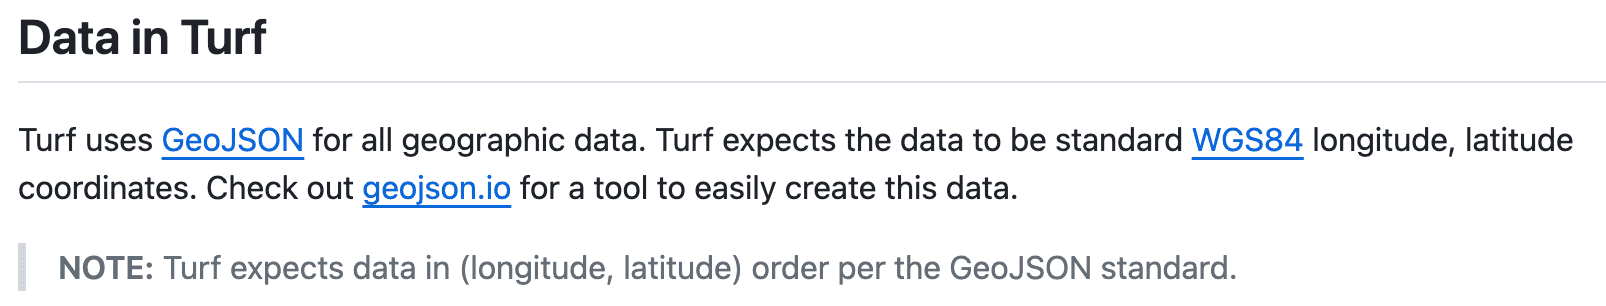 Data in Turf
Turf uses GeoJSON for all geographic data. Turf expects the data to be standard WGS84 longitude, latitude
coordinates. Check out geojson.io for a tool to easily create this data.
NOTE: Turf expects data in (longitude, latitude) order per the GeoJSON standard.